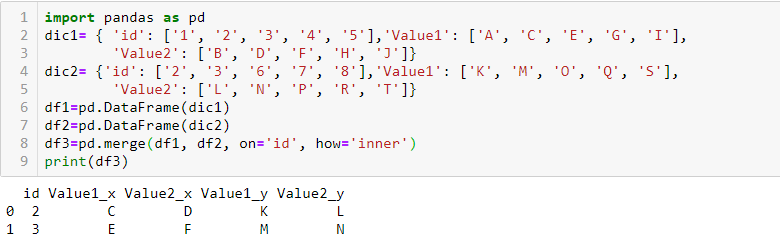 1 import pandas as pd
2 dic1= { 'id': ['1', '2', '3', '4', '5'],'Value1': ['A', 'C', 'E', 'G', 'I'],
3         'Value2': ['B', 'D', 'F', 'H', 'J']}
4 dic2= {'id': ['2', '3', '6', '7', '8'],'Value1': ['K', 'M', 'O', 'Q', 'S'],
5         'Value2': ['L', 'N', 'P', 'R', 'T']}
6 df1=pd.DataFrame(dic1)
7 df2=pd.DataFrame(dic2)
8 df3=pd.merge(df1, df2, on='id', how='inner')
9 print(df3)
  id Value1_x Value2_x Value1_y Value2_y
0  2        C        D        K        L
1  3        E        F        M        N